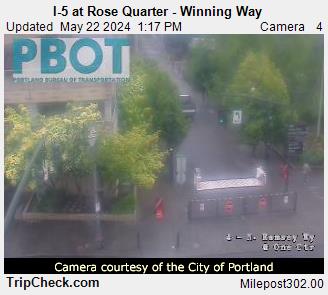 I-5 at Rose Quarter - Winning Way
Updated May 22 2024 1:17 PM Camera 4
PBOT
PORTLAND BUREAU OF TRANSPORTATION
Camera courtesy of the City of Portland
TripCheck.com Milepost302.00